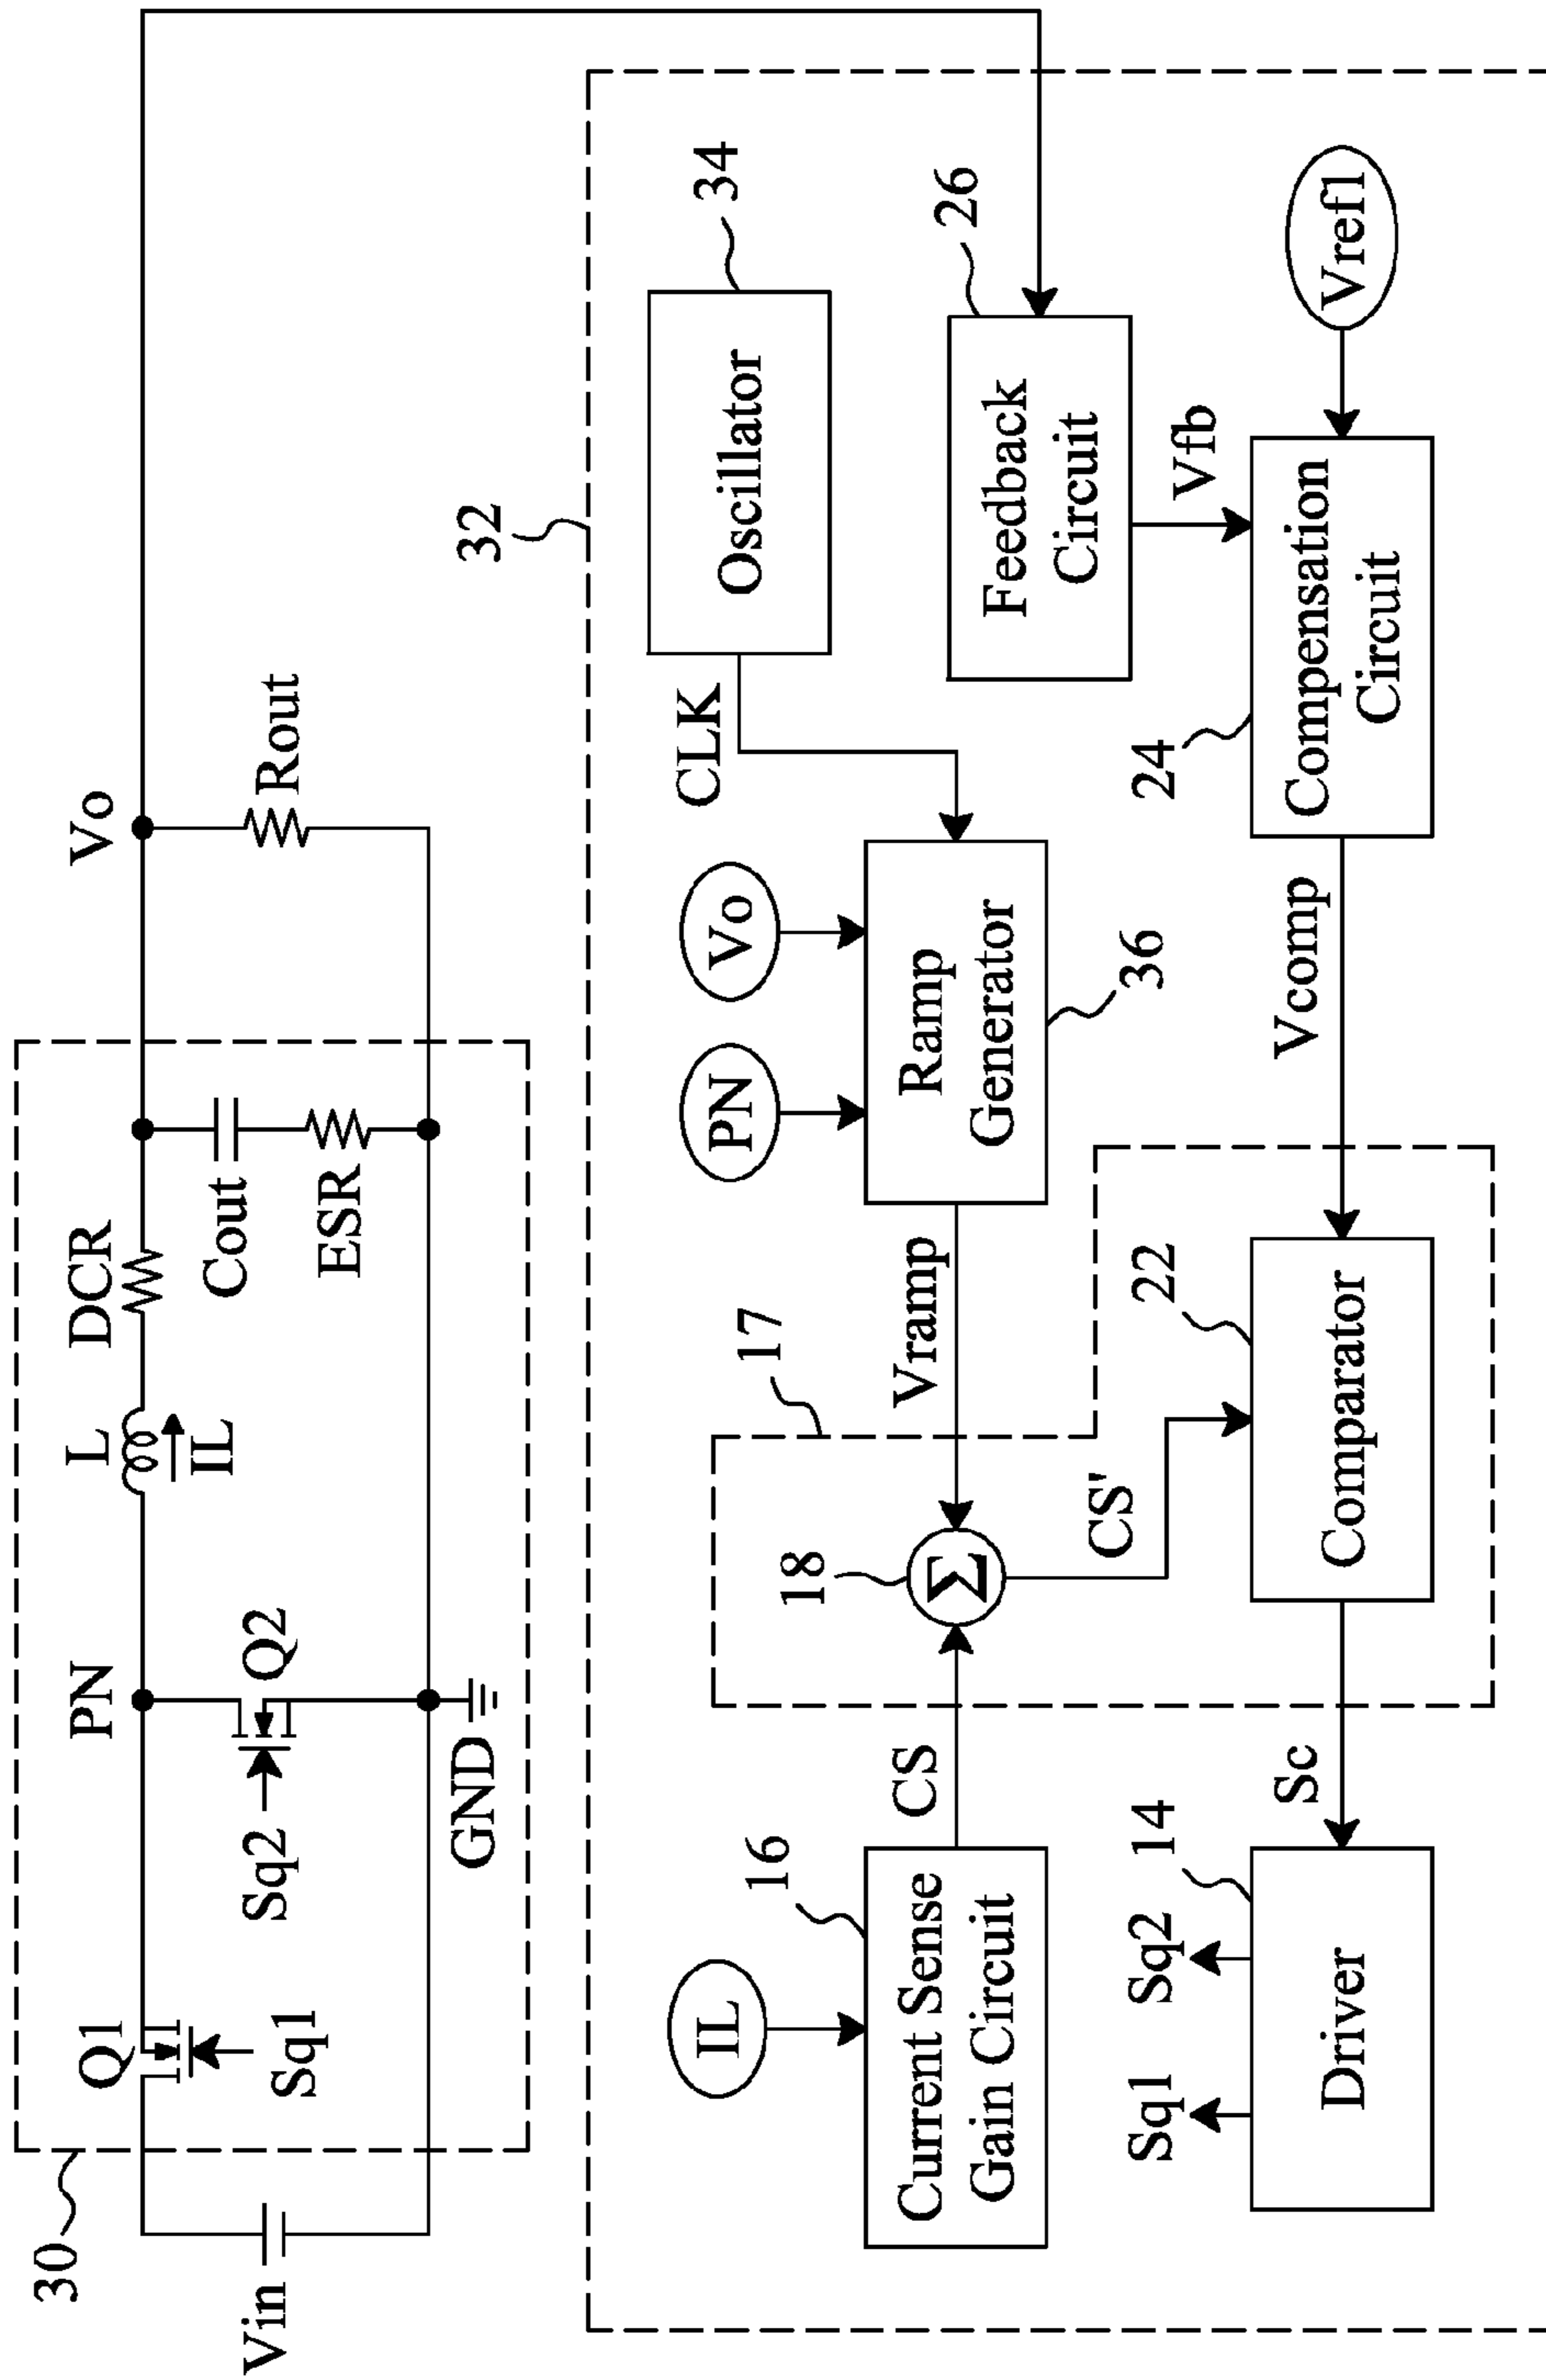 30
Vin
Q1
Sq1
PN
Sq2
Q2
GND
L
IL
DCR
Cout
ESR
Vo
Rout
32
IL
16
Current Sense
Gain Circuit
CS
18
Σ
17
Vramp
PN
Vo
Ramp
Generator
36
CLK
Oscillator
34
Feedback
Circuit
26
Vfb
CS'
Sq1
Sq2
14
Driver
Sc
22
Comparator
Vcomp
24
Compensation
Circuit
Vref1